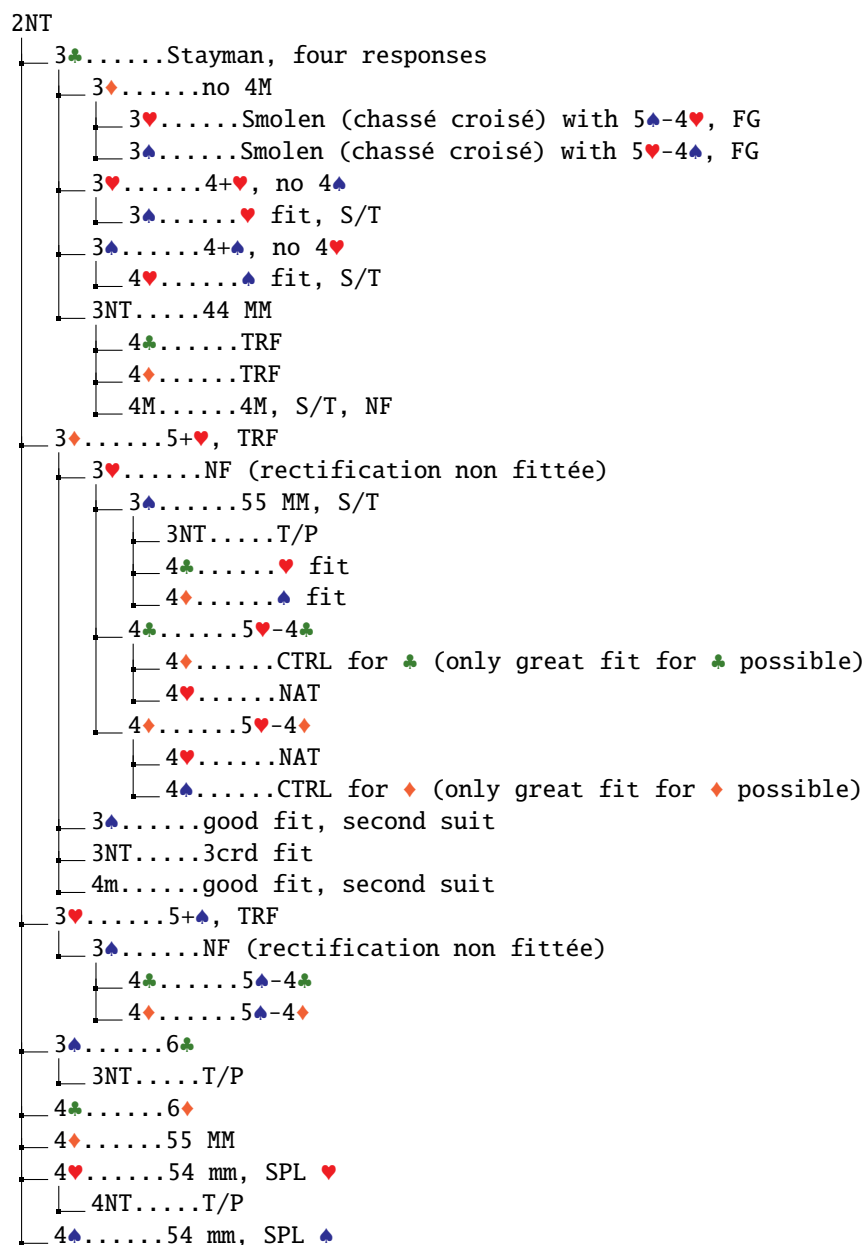 2NT
3♣......Stayman, four responses
3♦......no 4M
3♥......Smolen (chassé croisé) with 5♠-4♥, FG
3♠......Smolen (chassé croisé) with 5♥-4♠, FG
3♥......4+♥, no 4♠
3♠......♥ fit, S/T
3♠......4+♠, no 4♥
4♥......♠ fit, S/T
3NT.....44 MM
4♣......TRF
4♦......TRF
4M......4M, S/T, NF
3♦......5+♥, TRF
3♥......NF (rectification non fittée)
3♠......55 MM, S/T
3NT.....T/P
4♣......♥ fit
4♦......♠ fit
4♣......5♥-4♣
4♦......CTRL for ♣ (only great fit for ♣ possible)
4♥......NAT
4♦......5♥-4♦
4♥......NAT
4♠......CTRL for ♦ (only great fit for ♦ possible)
3♠......good fit, second suit
3NT.....3crd fit
4m......good fit, second suit
3♥......5+♠, TRF
3♠......NF (rectification non fittée)
4♣......5♠-4♣
4♦......5♠-4♦
3♠......6♣
3NT.....T/P
4♣......6♦
4♦......55 MM
4♥......54 mm, SPL ♥
4NT.....T/P
4♠......54 mm, SPL ♠